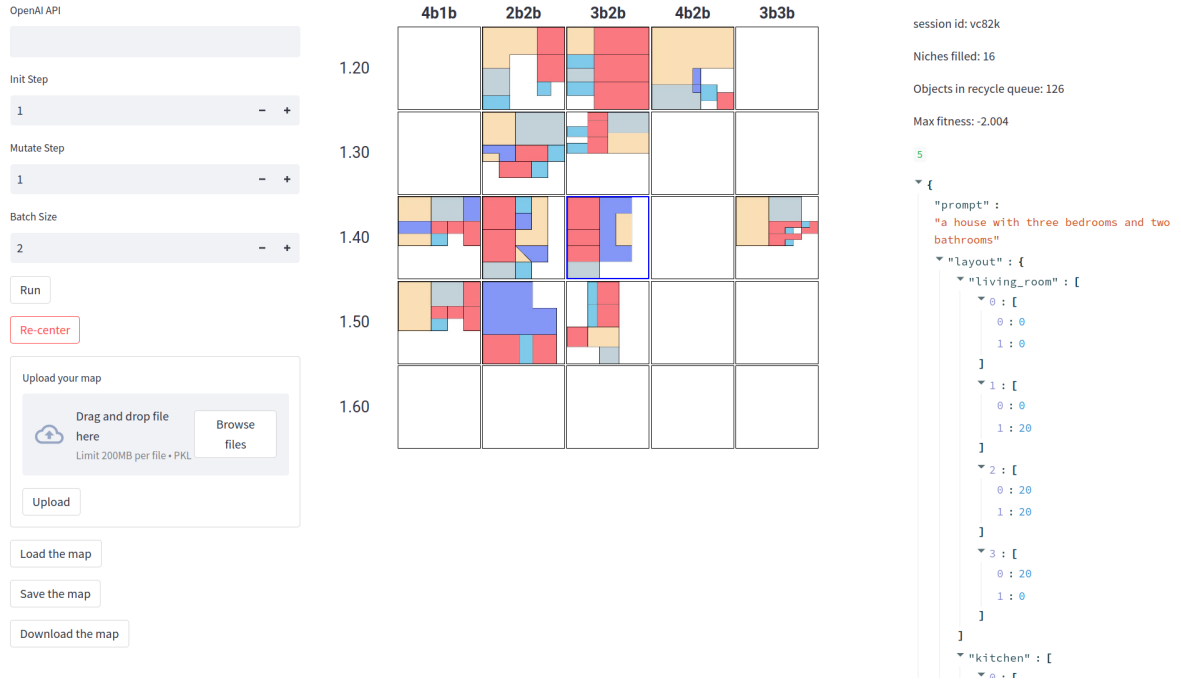 OpenAI API
Init Step
1
− +
Mutate Step
1
− +
Batch Size
2
− +
Run
Re-center
Upload your map
Drag and drop file here
Limit 200MB per file • PKL
Browse files
Upload
Load the map
Save the map
Download the map
4b1b 2b2b 3b2b 4b2b 3b3b
1.20
1.30
1.40
1.50
1.60
session id: vc82k
Niches filled: 16
Objects in recycle queue: 126
Max fitness: -2.004
5
{
"prompt" :
"a house with three bedrooms and two
bathrooms"
"layout" : {
"living_room" : [
0 : [
0 : 0
1 : 0
]
1 : [
0 : 0
1 : 20
]
2 : [
0 : 20
1 : 20
]
3 : [
0 : 20
1 : 0
]
]
"kitchen" : [
0 : [